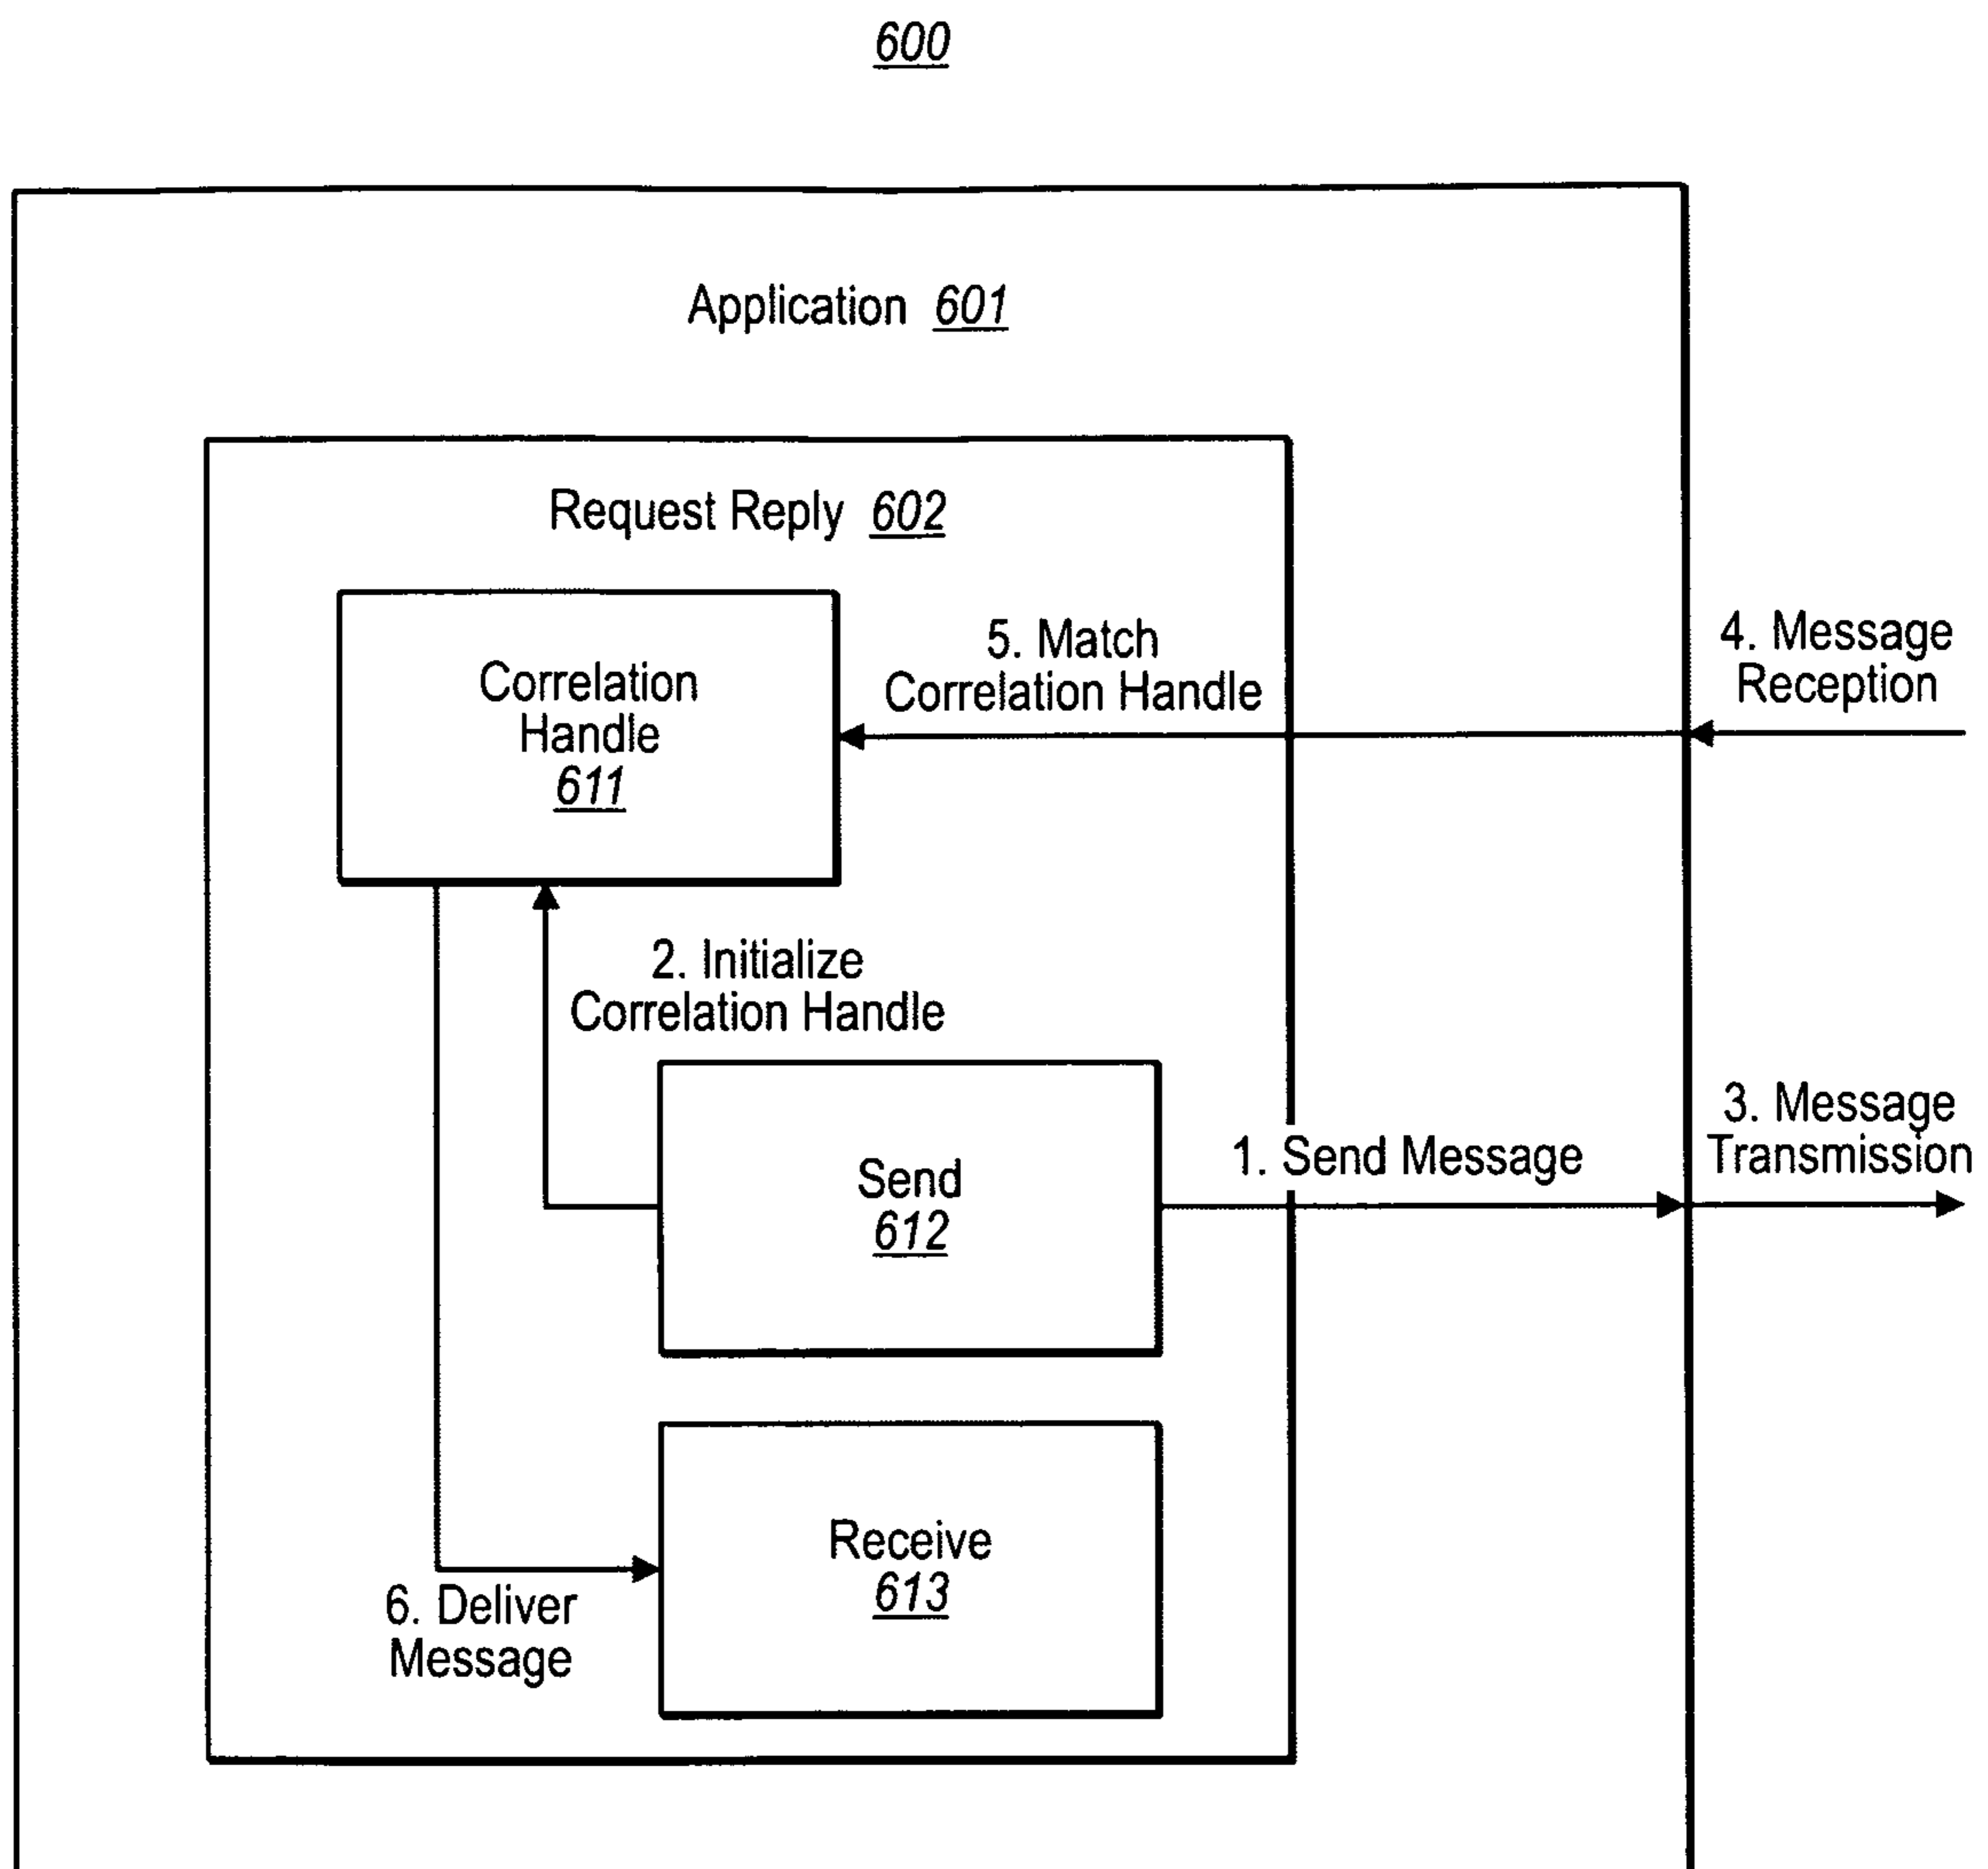 600
Application 601
Request Reply 602
Correlation
Handle
611
5. Match
Correlation Handle
4. Message
Reception
2. Initialize
Correlation Handle
Send
612
1. Send Message
3. Message
Transmission
Receive
613
6. Deliver
Message